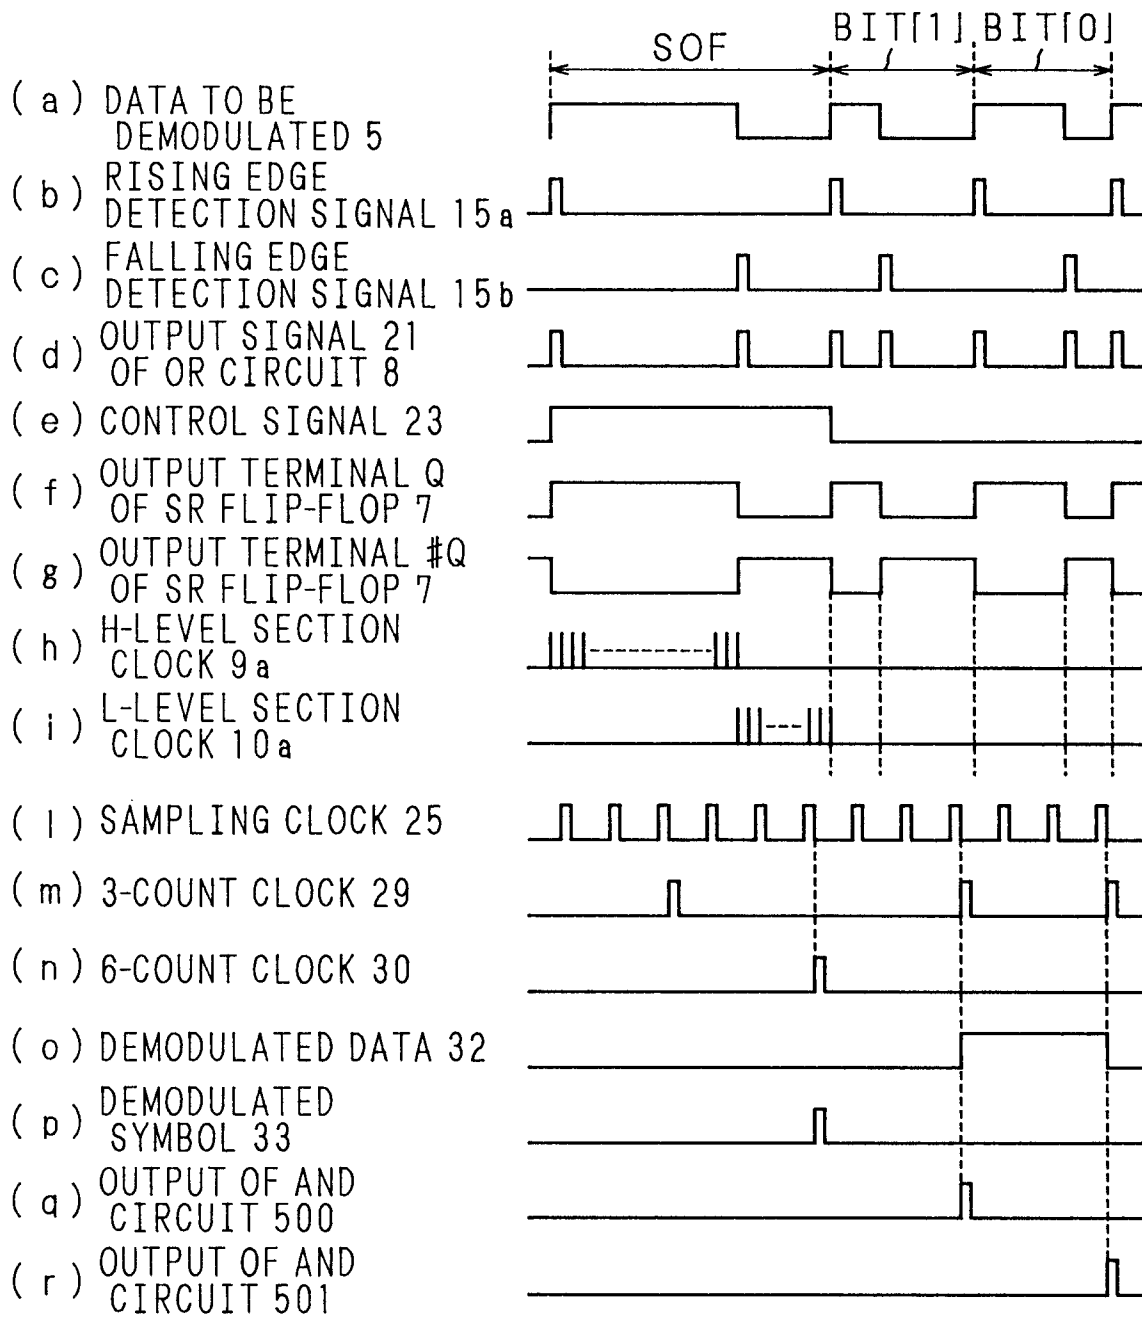 SOF BIT[1] BIT[0]
(a) DATA TO BE
DEMODULATED 5
(b) RISING EDGE
DETECTION SIGNAL 15a
(c) FALLING EDGE
DETECTION SIGNAL 15b
(d) OUTPUT SIGNAL 21
OF OR CIRCUIT 8
(e) CONTROL SIGNAL 23
(f) OUTPUT TERMINAL Q
OF SR FLIP-FLOP 7
(g) OUTPUT TERMINAL #Q
OF SR FLIP-FLOP 7
(h) H-LEVEL SECTION
CLOCK 9a
(i) L-LEVEL SECTION
CLOCK 10a
(l) SAMPLING CLOCK 25
(m) 3-COUNT CLOCK 29
(n) 6-COUNT CLOCK 30
(o) DEMODULATED DATA 32
(p) DEMODULATED
SYMBOL 33
(q) OUTPUT OF AND
CIRCUIT 500
(r) OUTPUT OF AND
CIRCUIT 501